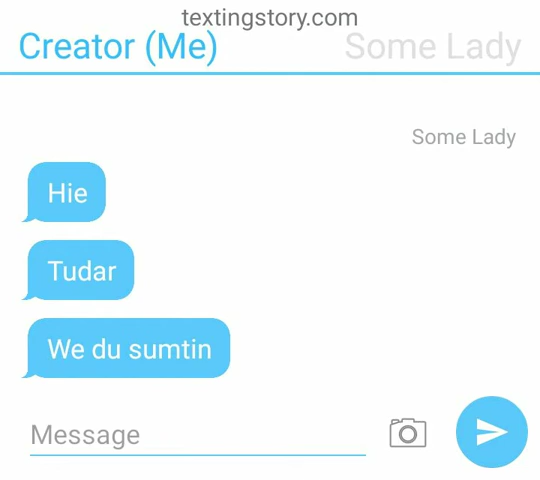 textingstory.com
Creator (Me) Some Lady
Some Lady
Hie
Tudar
We du sumtin
Message